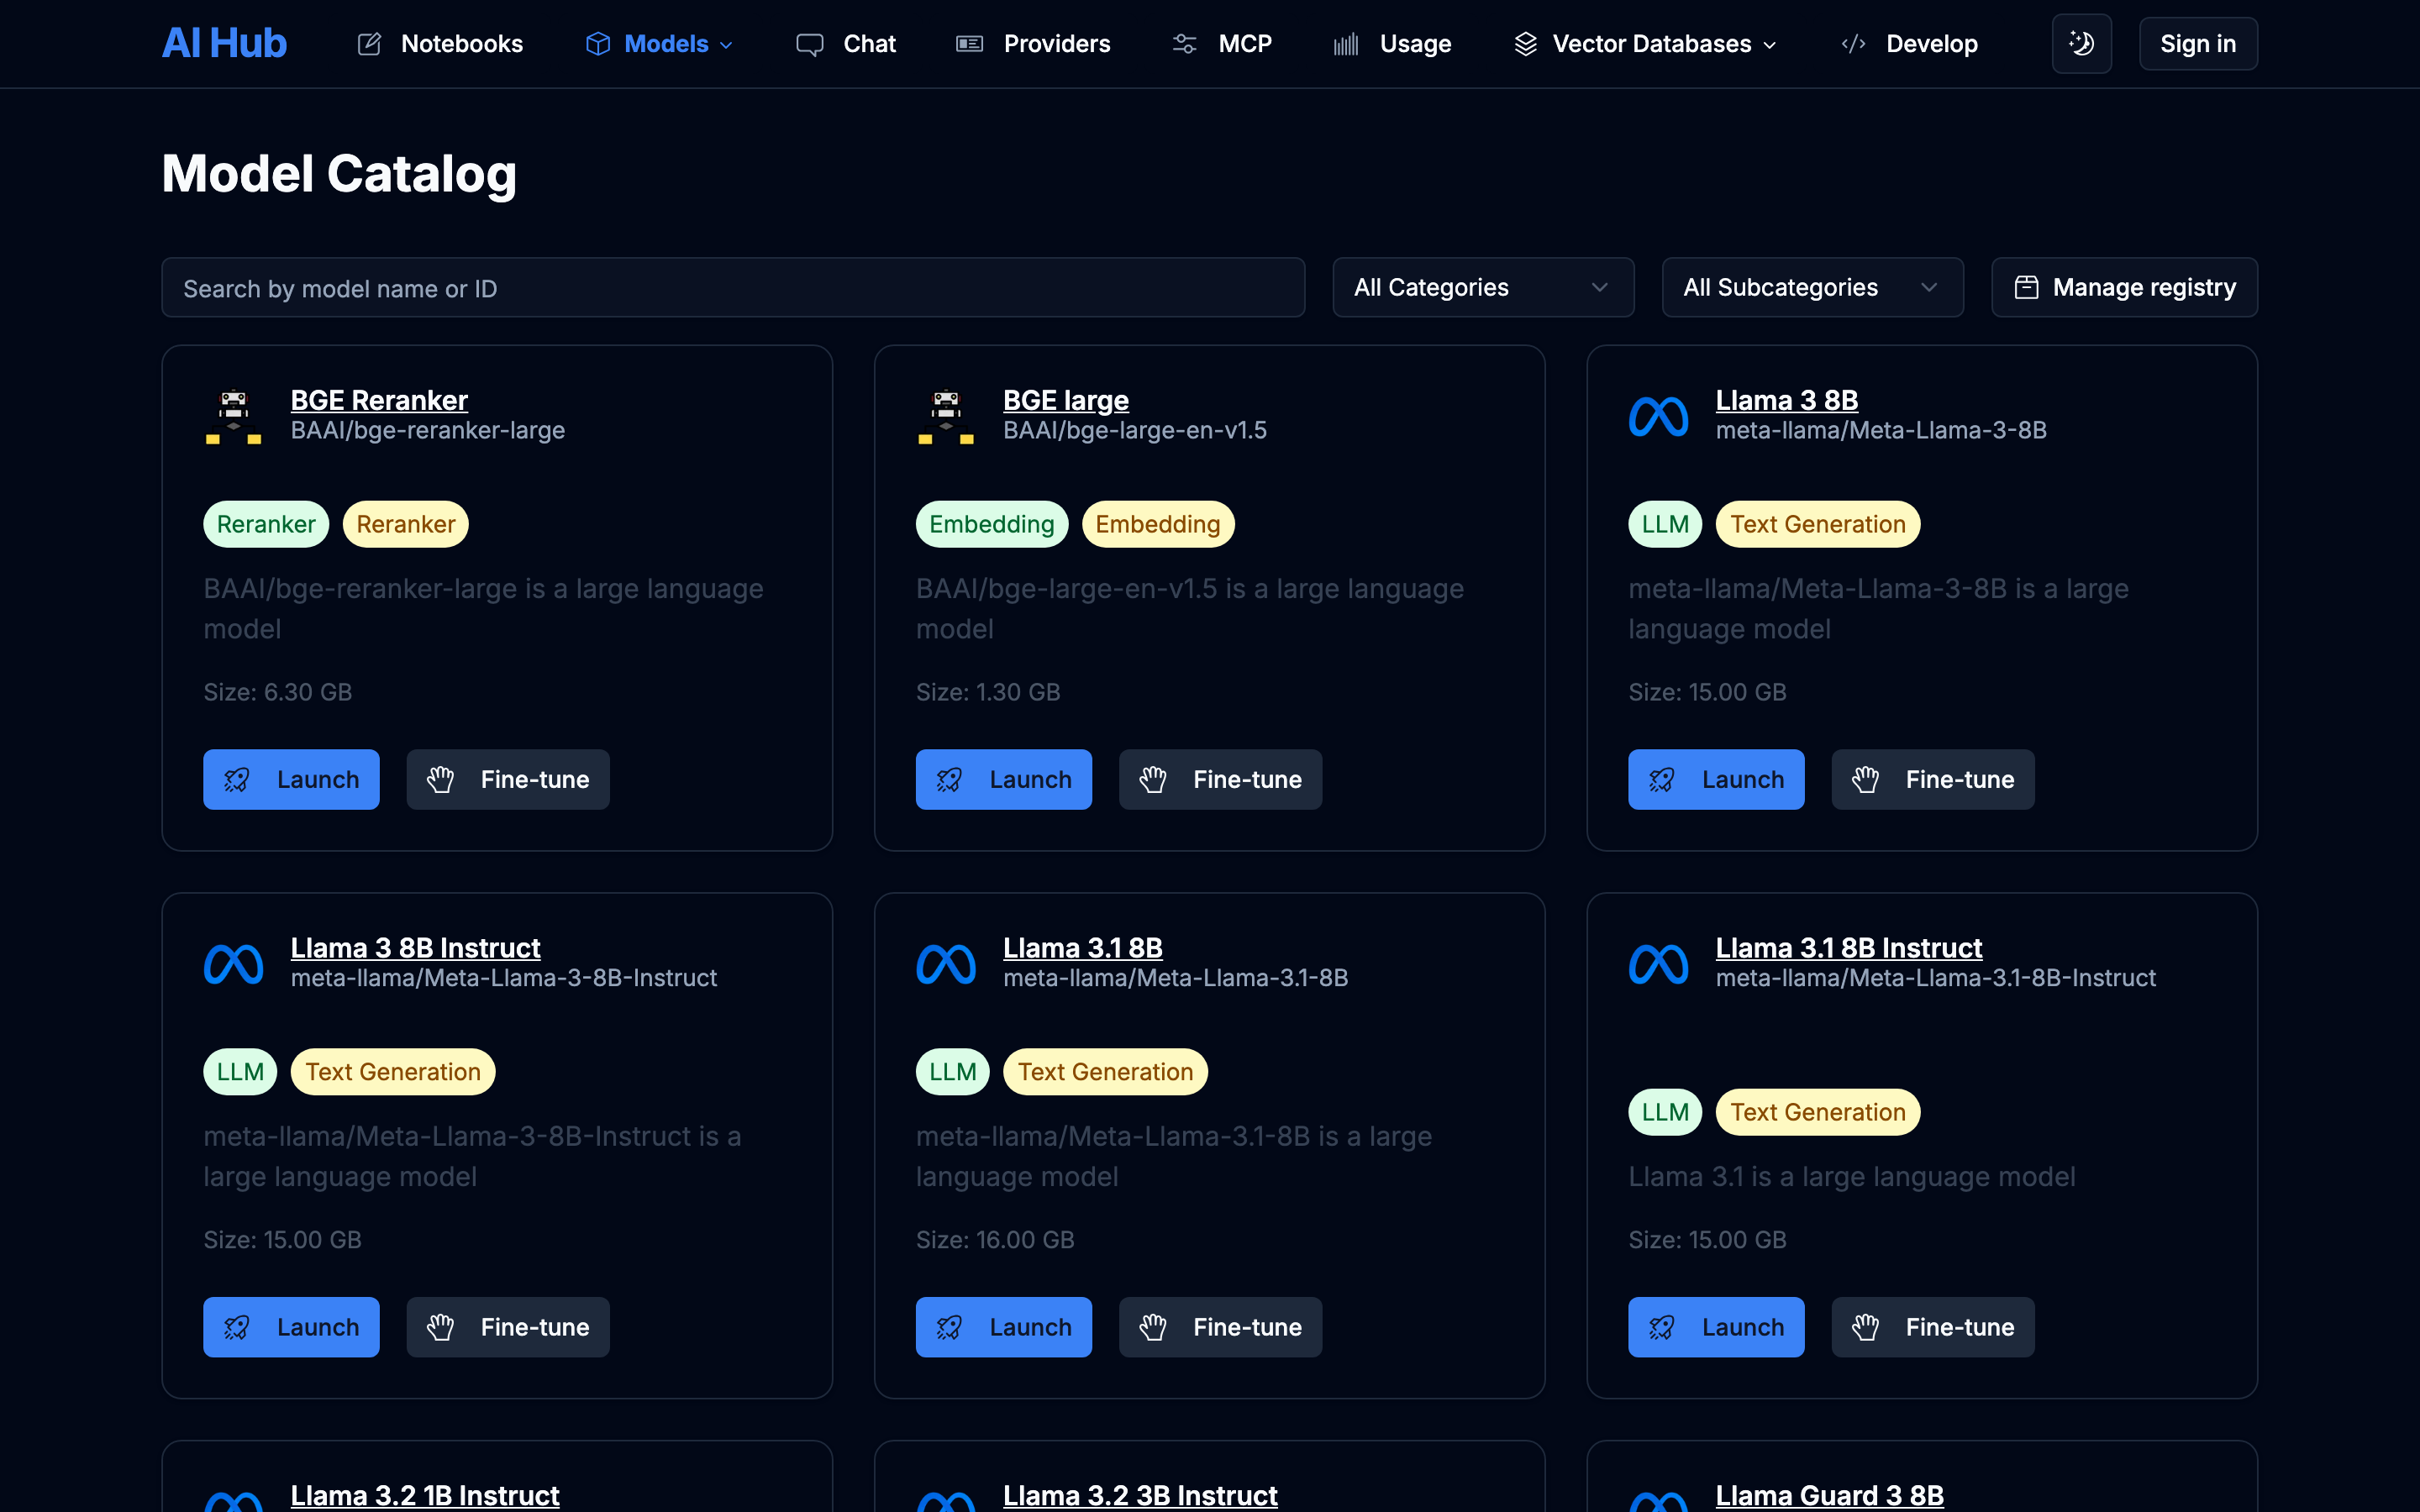 AI Hub Notebooks Models Chat Providers MCP Usage Vector Databases Develop Sign in
Model Catalog
Search by model name or ID All Categories All Subcategories Manage registry
BGE Reranker
BAAI/bge-reranker-large
Reranker Reranker
BAAI/bge-reranker-large is a large language
model
Size: 6.30 GB
Launch Fine-tune
BGE large
BAAI/bge-large-en-v1.5
Embedding Embedding
BAAI/bge-large-en-v1.5 is a large language
model
Size: 1.30 GB
Launch Fine-tune
Llama 3 8B
meta-llama/Meta-Llama-3-8B
LLM Text Generation
meta-llama/Meta-Llama-3-8B is a large
language model
Size: 15.00 GB
Launch Fine-tune
Llama 3 8B Instruct
meta-llama/Meta-Llama-3-8B-Instruct
LLM Text Generation
meta-llama/Meta-Llama-3-8B-Instruct is a
large language model
Size: 15.00 GB
Launch Fine-tune
Llama 3.1 8B
meta-llama/Meta-Llama-3.1-8B
LLM Text Generation
meta-llama/Meta-Llama-3.1-8B is a large
language model
Size: 16.00 GB
Launch Fine-tune
Llama 3.1 8B Instruct
meta-llama/Meta-Llama-3.1-8B-Instruct
LLM Text Generation
Llama 3.1 is a large language model
Size: 15.00 GB
Launch Fine-tune
Llama 3.2 1B Instruct
Llama 3.2 3B Instruct
Llama Guard 3 8B